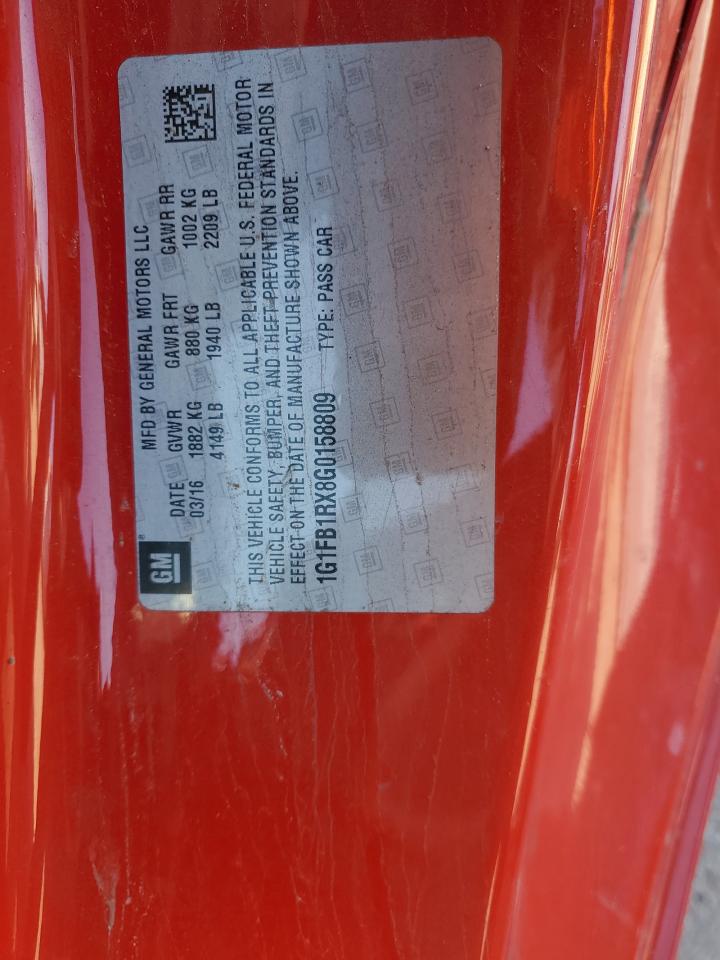 GM®
MFD BY GENERAL MOTORS LLC
DATE GVWR GAWR FRT GAWR RR
03/16 1882 KG 880 KG 1002 KG
4149 LB 1940 LB 2209 LB
THIS VEHICLE CONFORMS TO ALL APPLICABLE U.S. FEDERAL MOTOR
VEHICLE SAFETY, BUMPER, AND THEFT PREVENTION STANDARDS IN
EFFECT ON THE DATE OF MANUFACTURE SHOWN ABOVE.
1G1FB1RX8G0158809 TYPE: PASS CAR